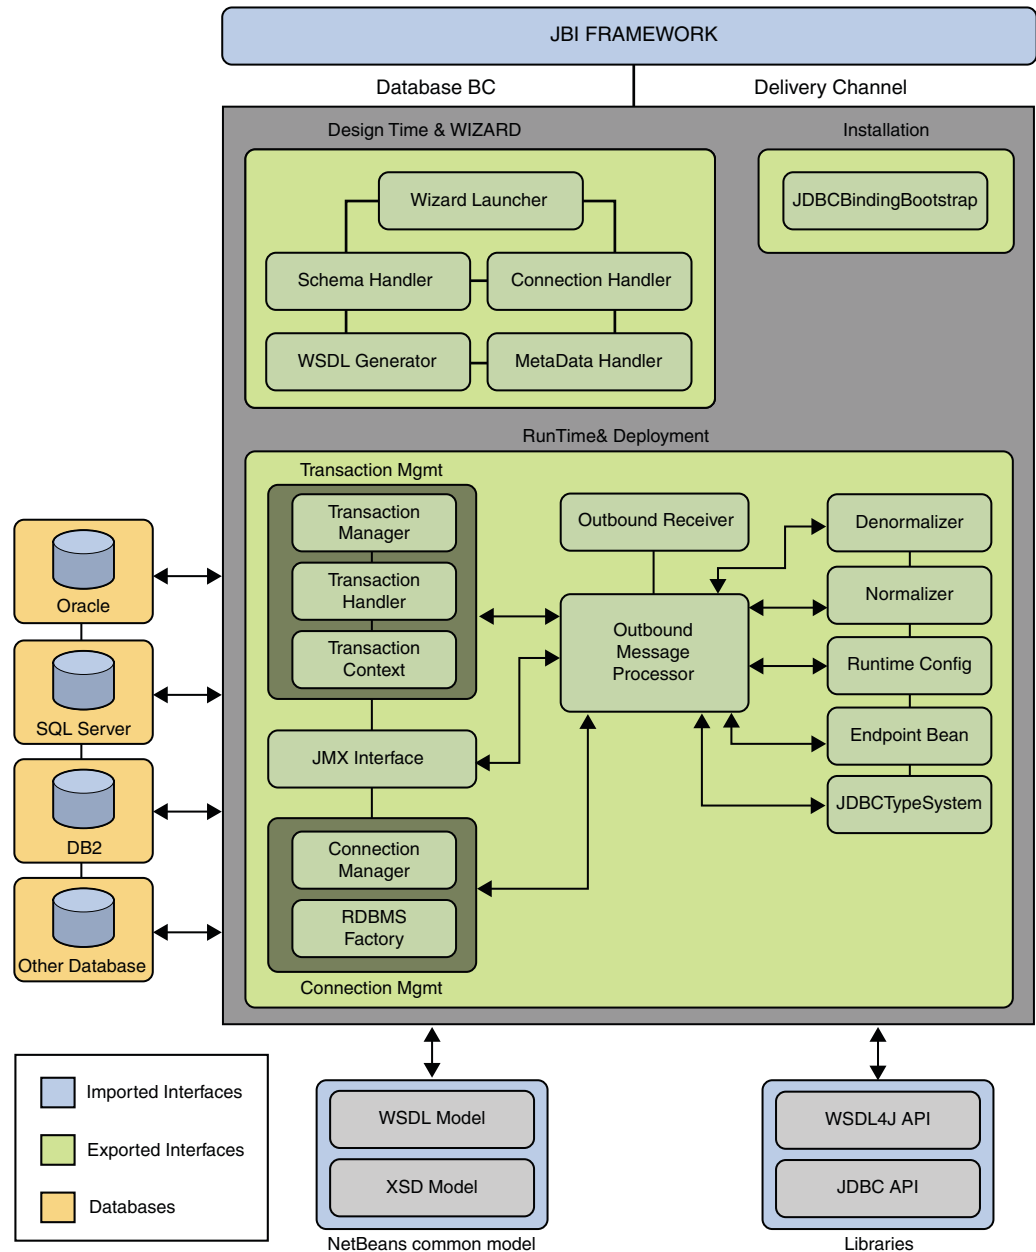 JBI FRAMEWORK
Database BC
Delivery Channel
Design Time & WIZARD
Installation
Wizard Launcher
JDBCBindingBootstrap
Schema Handler
Connection Handler
WSDL Generator
MetaData Handler
RunTime& Deployment
Transaction Mgmt
Transaction
Manager
Transaction
Handler
Transaction
Context
JMX Interface
Connection
Manager
RDBMS
Factory
Connection Mgmt
Outbound Receiver
Outbound
Message
Processor
Denormalizer
Normalizer
Runtime Config
Endpoint Bean
JDBCTypeSystem
Oracle
SQL Server
DB2
Other Database
Imported Interfaces
Exported Interfaces
Databases
WSDL Model
XSD Model
NetBeans common model
WSDL4J API
JDBC API
Libraries